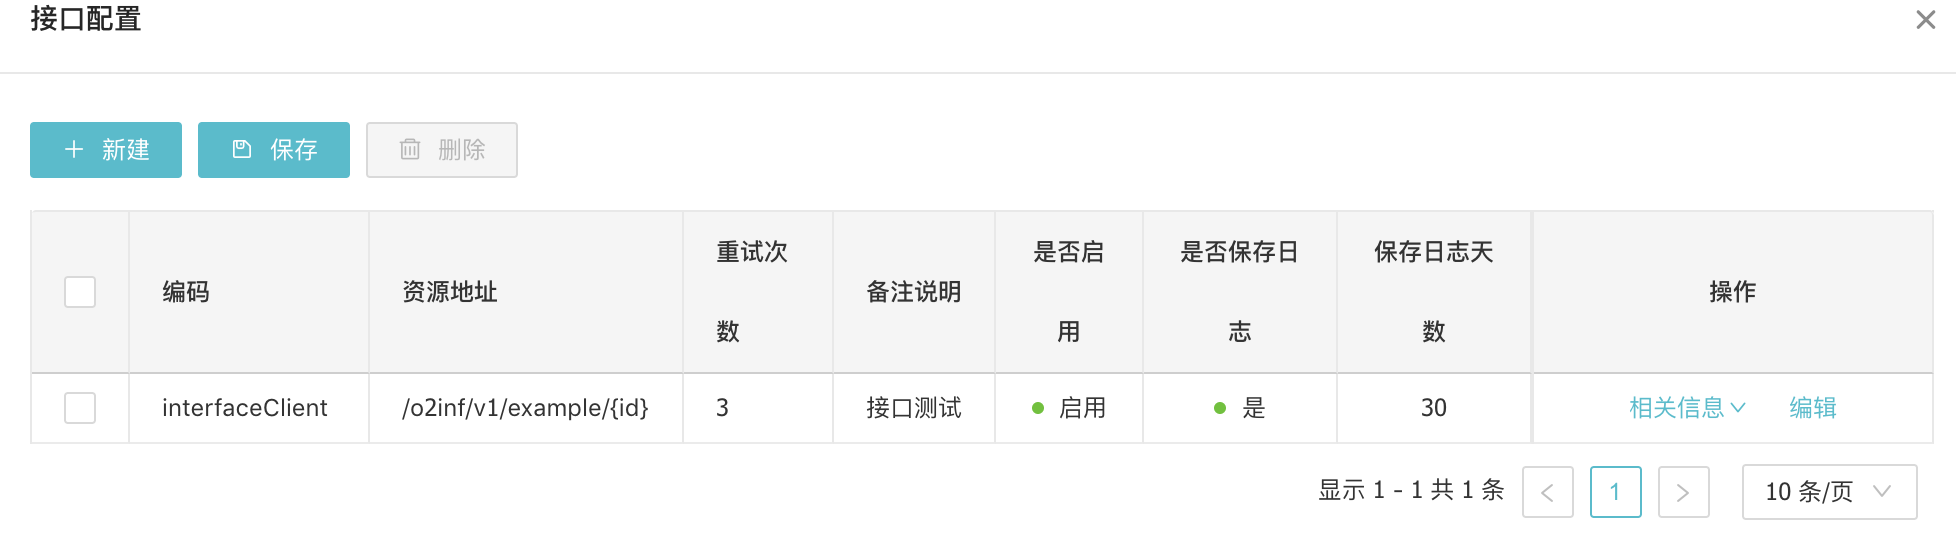 接口配置
新建 保存 删除
编码 资源地址 重试次数 备注说明 是否启用 是否保存日志 保存日志天数 操作
interfaceClient /o2inf/v1/example/{id} 3 接口测试 启用 是 30 相关信息 编辑
显示 1 - 1 共 1 条 1 10 条/页